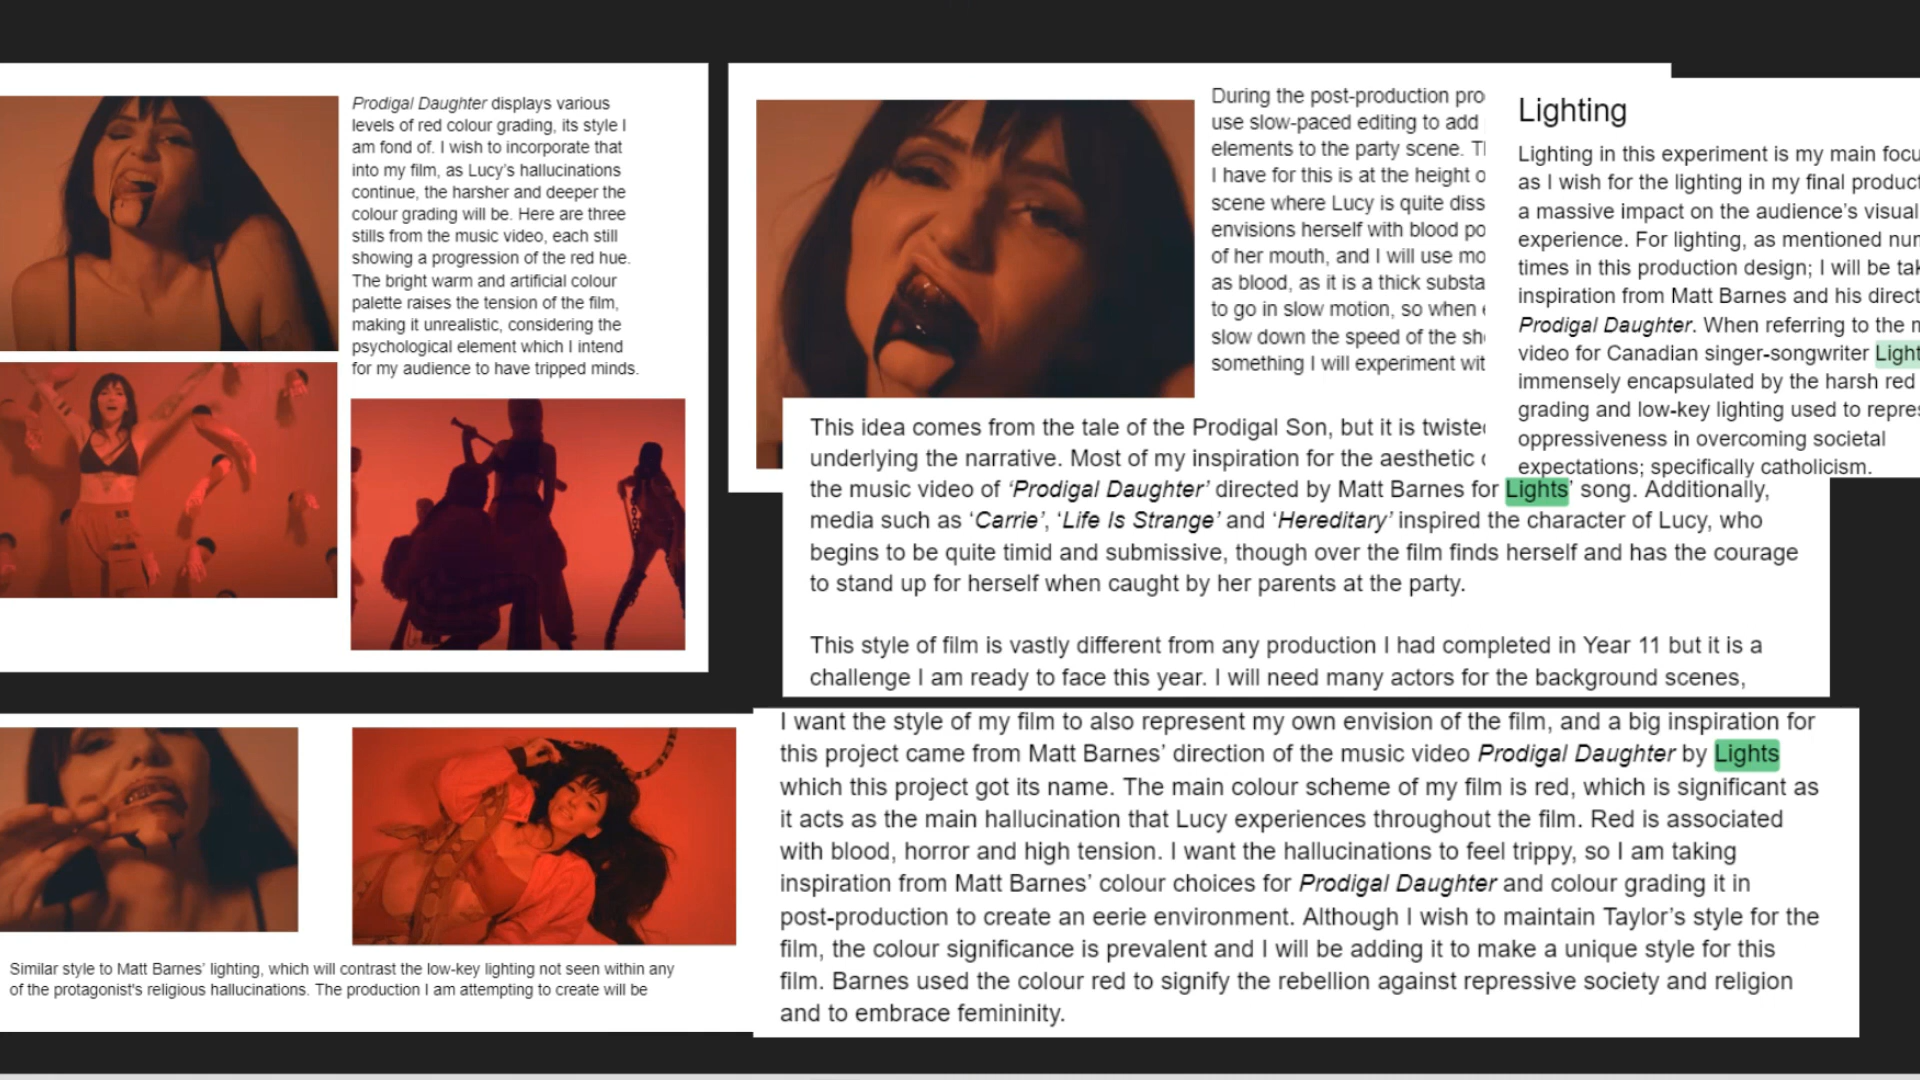 Prodigal Daughter displays various
levels of red colour grading, its style I
am fond of. I wish to incorporate that
into my film, as Lucy's hallucinations
continue, the harsher and deeper the
colour grading will be. Here are three
stills from the music video, each still
showing a progression of the red hue.
The bright warm and artificial colour
palette raises the tension of the film,
making it unrealistic, considering the
psychological element which I intend
for my audience to have tripped minds.
During the post-production pro
use slow-paced editing to add
elements to the party scene. T
I have for this is at the height o
scene where Lucy is quite diss
envisions herself with blood po
of her mouth, and I will use mo
as blood, as it is a thick substa
to go in slow motion, so when
slow down the speed of the sh
something I will experiment wit
Lighting
Lighting in this experiment is my main focu
as I wish for the lighting in my final product
a massive impact on the audience's visual
experience. For lighting, as mentioned nur
times in this production design; I will be tak
inspiration from Matt Barnes and his direct
Prodigal Daughter. When referring to the m
video for Canadian singer-songwriter Light
immensely encapsulated by the harsh red
grading and low-key lighting used to repres
oppressiveness in overcoming societal
expectations; specifically catholicism.
This idea comes from the tale of the Prodigal Son, but it is twiste
underlying the narrative. Most of my inspiration for the aesthetic
the music video of ‘Prodigal Daughter’ directed by Matt Barnes for Lights’ song. Additionally,
media such as ‘Carrie’, ‘Life Is Strange’ and ‘Hereditary’ inspired the character of Lucy, who
begins to be quite timid and submissive, though over the film finds herself and has the courage
to stand up for herself when caught by her parents at the party.
This style of film is vastly different from any production I had completed in Year 11 but it is a
challenge I am ready to face this year. I will need many actors for the background scenes,
I want the style of my film to also represent my own envision of the film, and a big inspiration for
this project came from Matt Barnes’ direction of the music video Prodigal Daughter by Lights
which this project got its name. The main colour scheme of my film is red, which is significant as
it acts as the main hallucination that Lucy experiences throughout the film. Red is associated
with blood, horror and high tension. I want the hallucinations to feel trippy, so I am taking
inspiration from Matt Barnes’ colour choices for Prodigal Daughter and colour grading it in
post-production to create an eerie environment. Although I wish to maintain Taylor’s style for the
film, the colour significance is prevalent and I will be adding it to make a unique style for this
film. Barnes used the colour red to signify the rebellion against repressive society and religion
and to embrace femininity.
Similar style to Matt Barnes’ lighting, which will contrast the low-key lighting not seen within any
of the protagonist's religious hallucinations. The production I am attempting to create will be